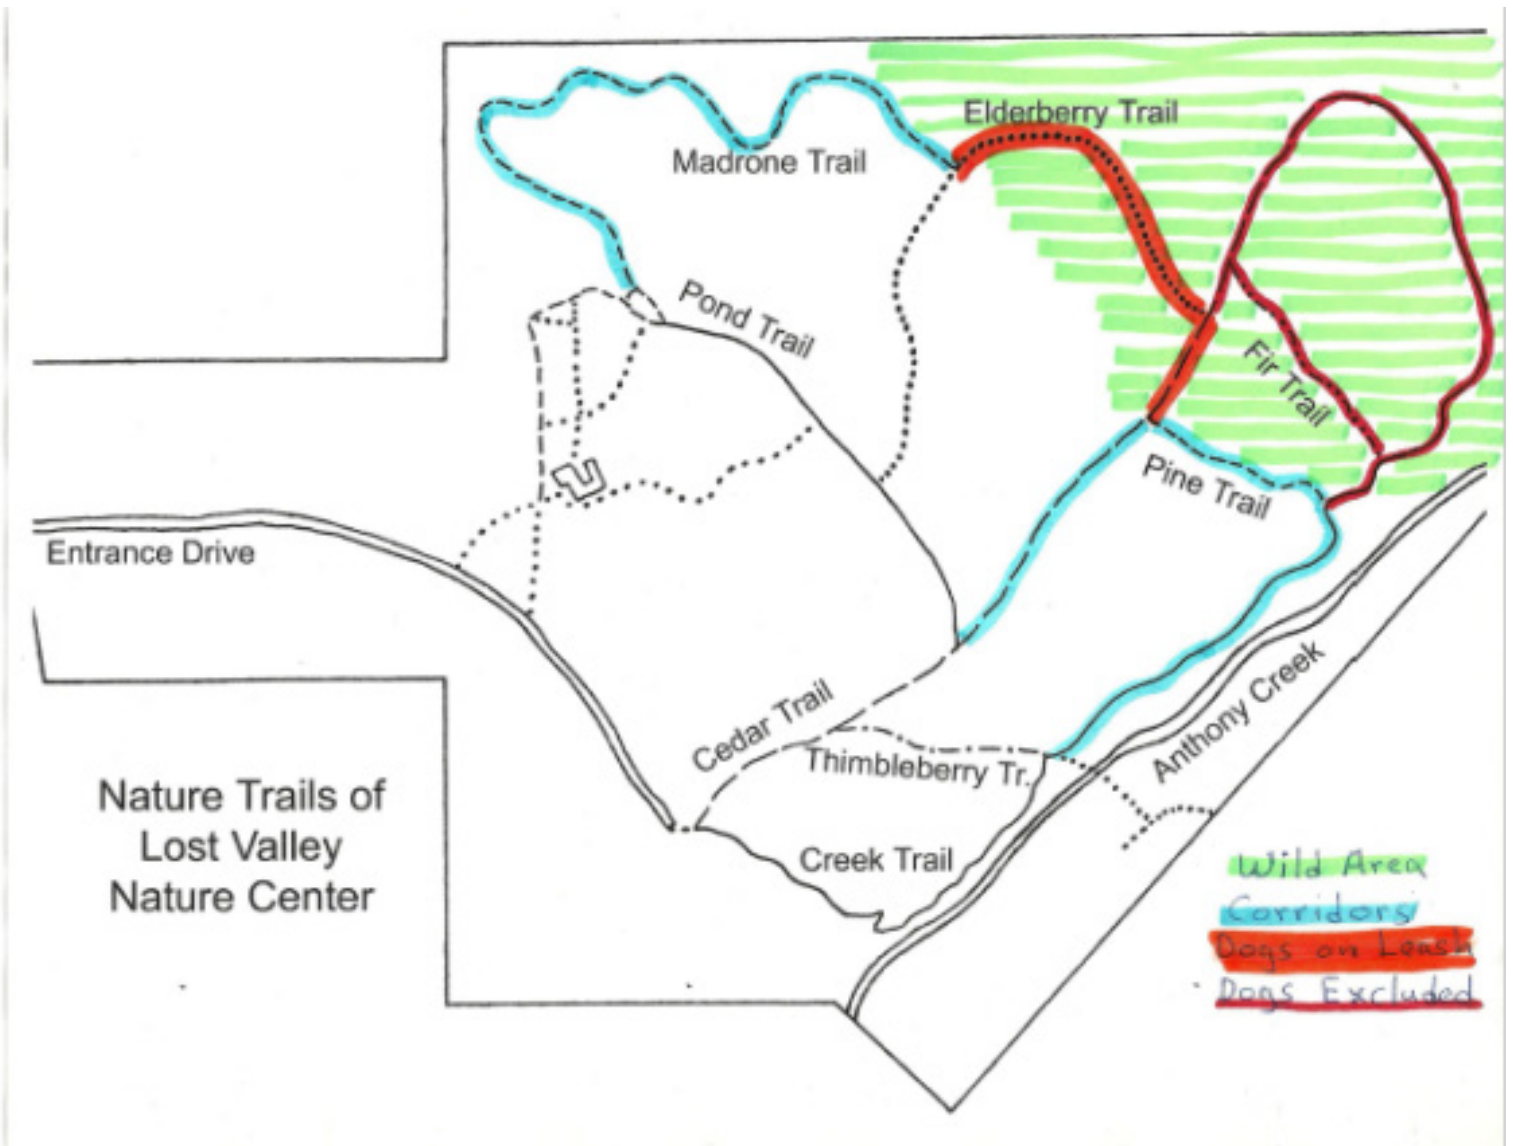 Elderberry Trail
Madrone Trail
Pond Trail
Fir Trail
Pine Trail
Entrance Drive
Cedar Trail
Thimbleberry Tr.
Anthony Creek
Creek Trail
Nature Trails of
Lost Valley
Nature Center
Wild Area
Corridors
Dogs on Leash
Dogs Excluded